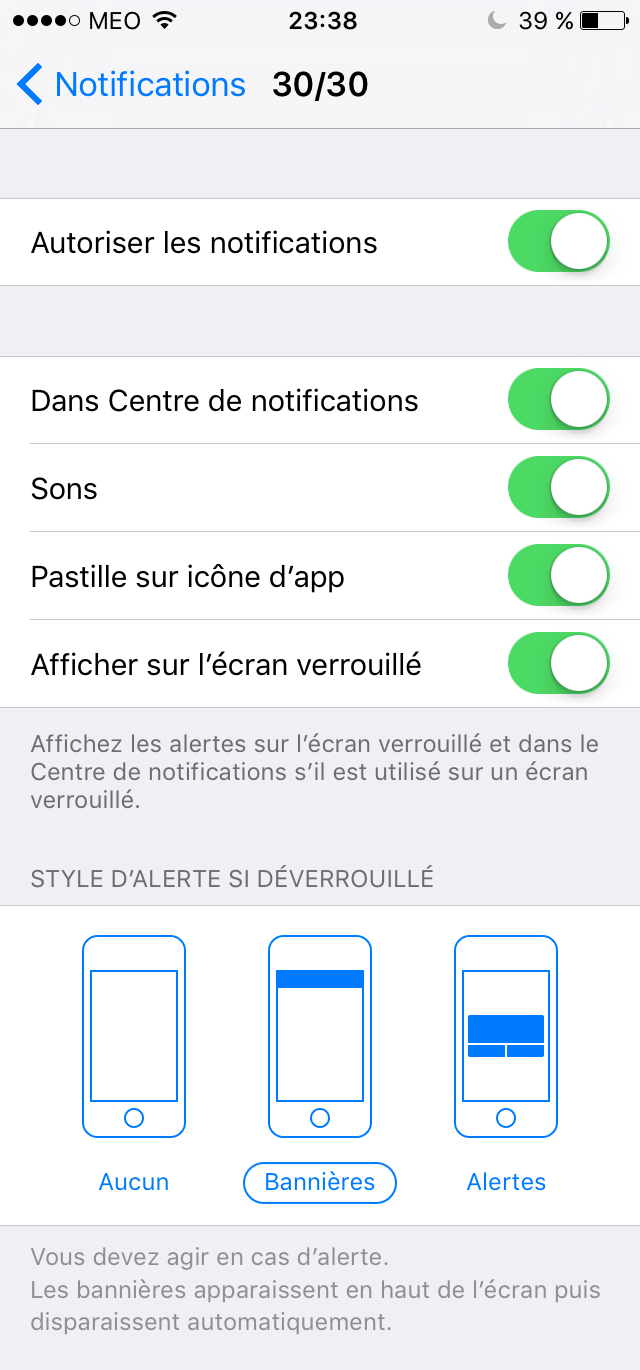 MEO 23:38 39 %
Notifications 30/30
Autoriser les notifications
Dans Centre de notifications
Sons
Pastille sur icône d’app
Afficher sur l’écran verrouillé
Affichez les alertes sur l’écran verrouillé et dans le
Centre de notifications s’il est utilisé sur un écran
verrouillé.
STYLE D’ALERTE SI DÉVERROUILLÉ
Aucun Bannières Alertes
Vous devez agir en cas d’alerte.
Les bannières apparaissent en haut de l’écran puis
disparaissent automatiquement.